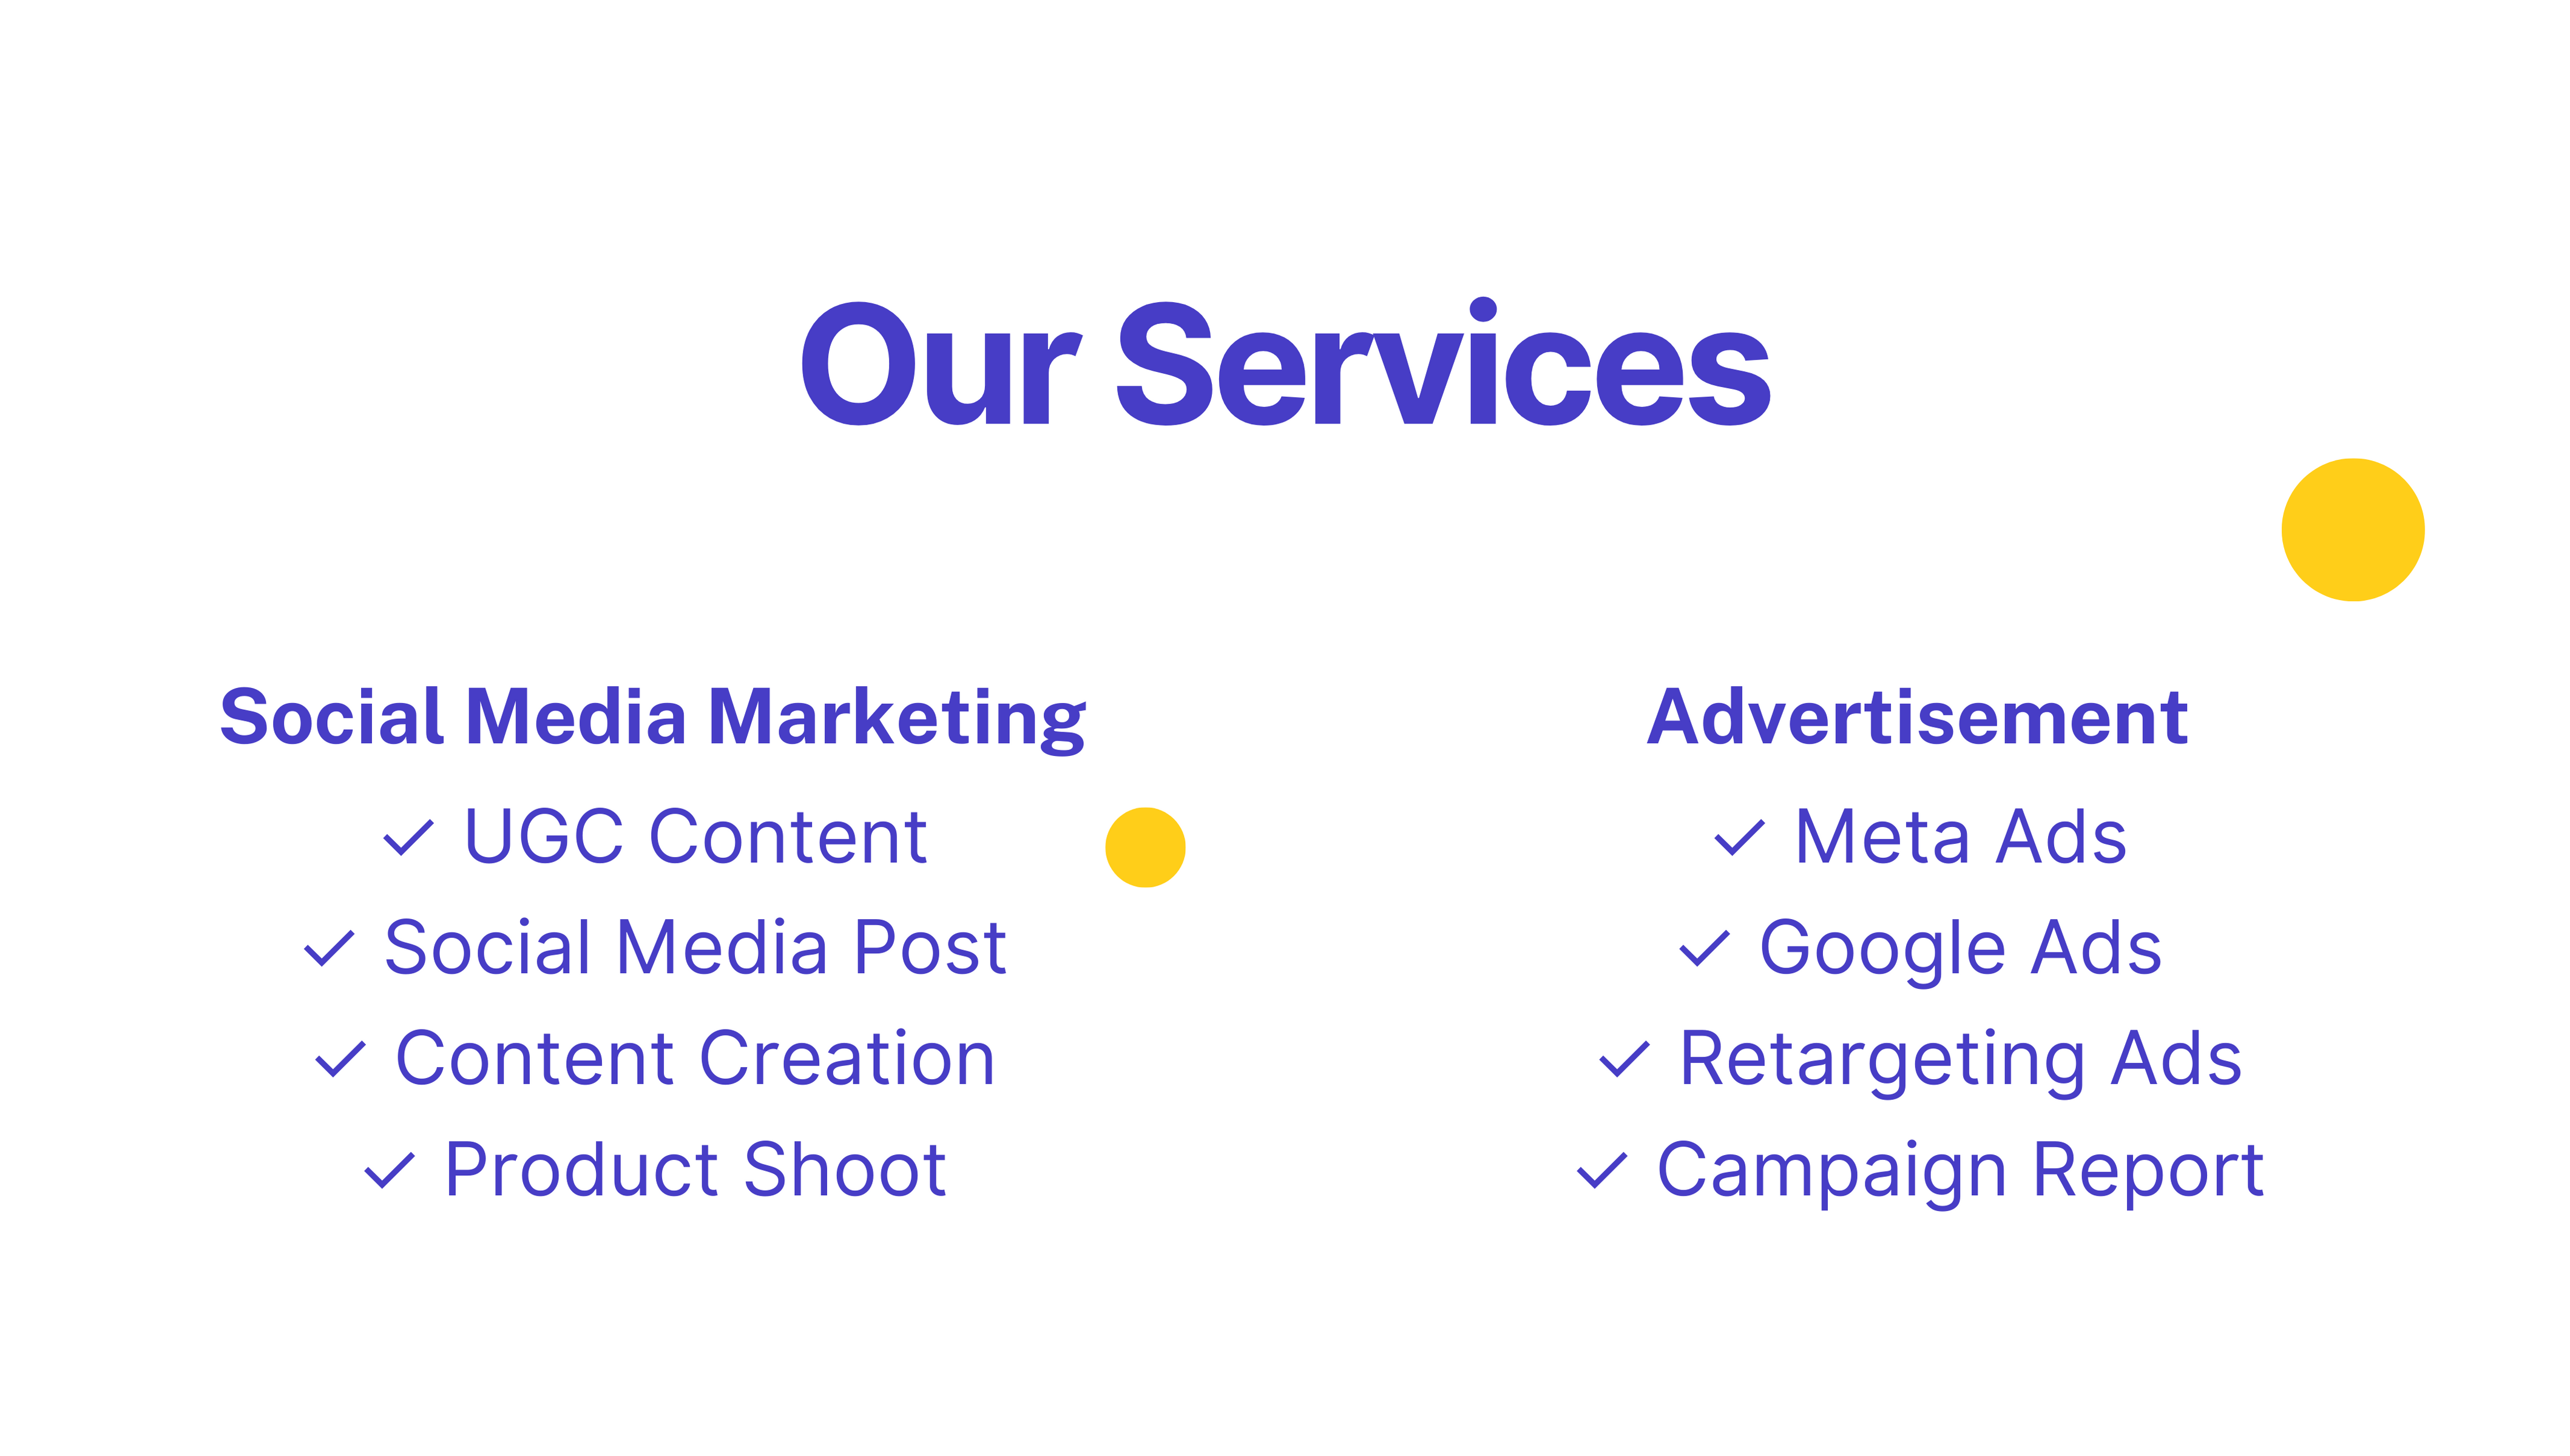 Our Services
Social Media Marketing
✓ UGC Content
✓ Social Media Post
✓ Content Creation
✓ Product Shoot
Advertisement
✓ Meta Ads
✓ Google Ads
✓ Retargeting Ads
✓ Campaign Report